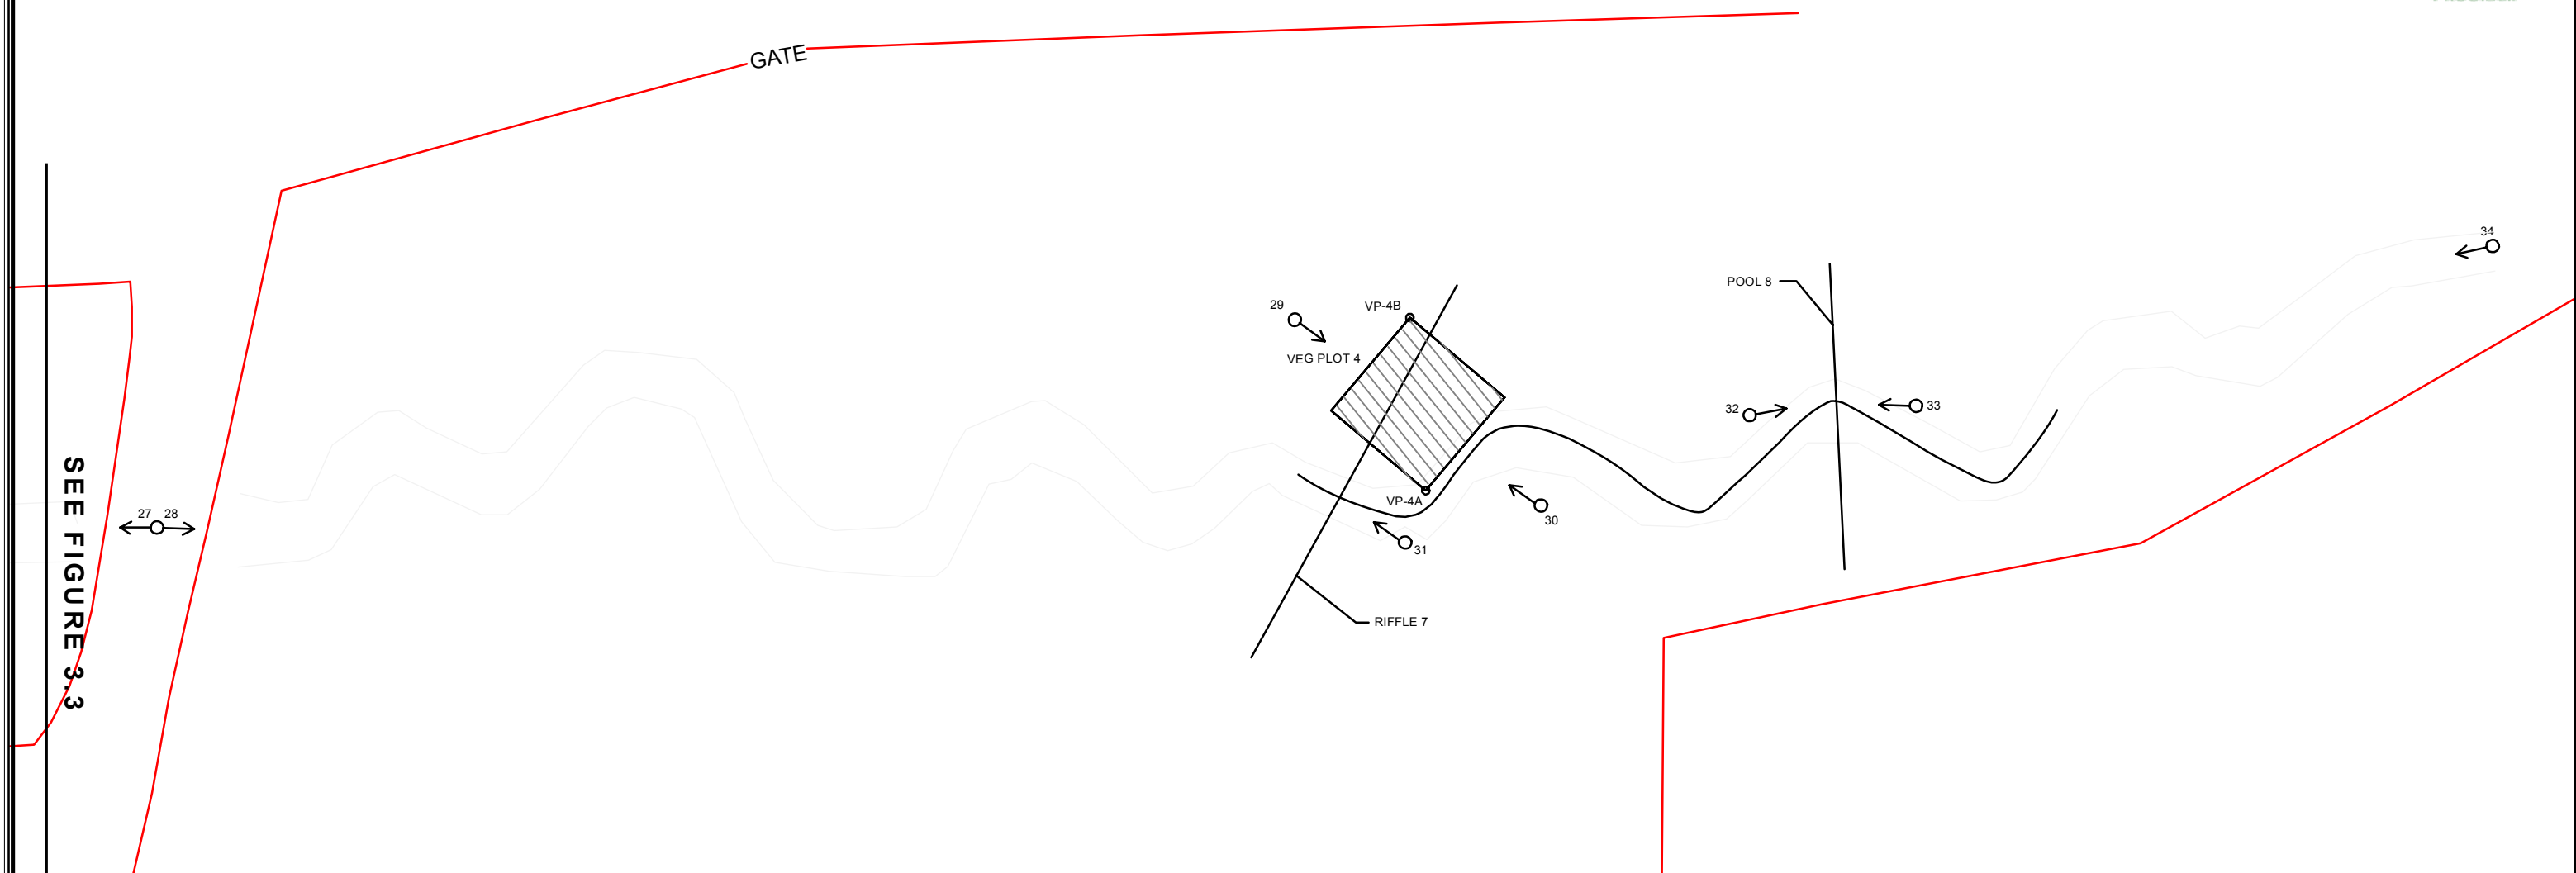 GATE
34
POOL 8
29
VP-4B
VEG PLOT 4
32
33
VP-4A
27 28
30
31
RIFFLE 7
SEE FIGURE 3.3